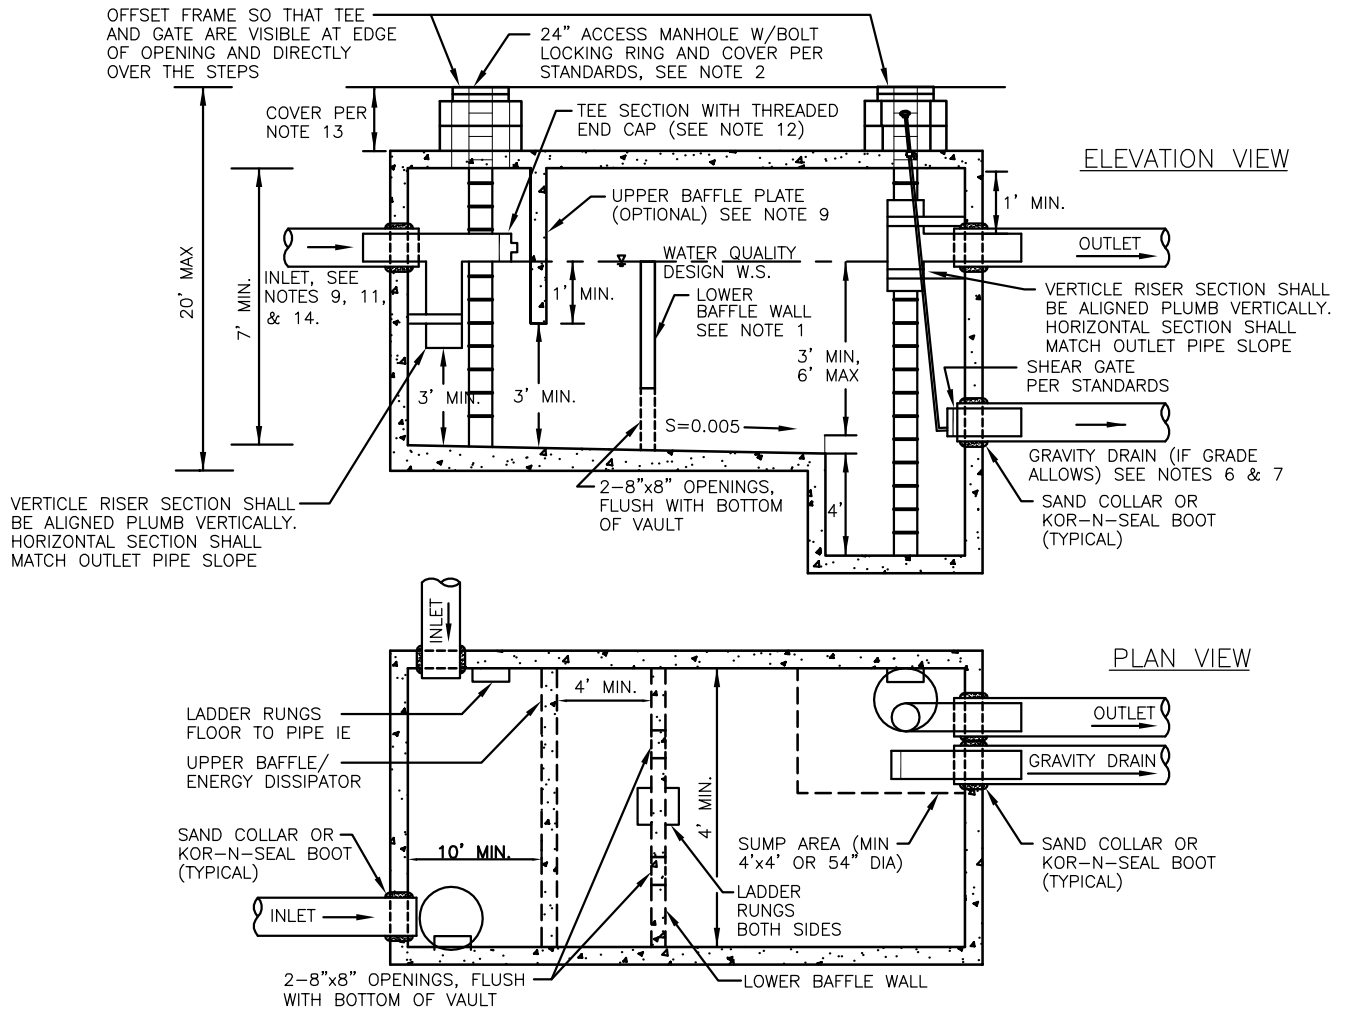 OFFSET FRAME SO THAT TEE
AND GATE ARE VISIBLE AT EDGE
OF OPENING AND DIRECTLY
OVER THE STEPS
24" ACCESS MANHOLE W/BOLT
LOCKING RING AND COVER PER
STANDARDS, SEE NOTE 2
COVER PER
NOTE 13
TEE SECTION WITH THREADED
END CAP (SEE NOTE 12)
ELEVATION VIEW
UPPER BAFFLE PLATE
(OPTIONAL) SEE NOTE 9
1' MIN.
OUTLET
WATER QUALITY
DESIGN W.S.
20' MAX
7' MIN.
INLET, SEE
NOTES 9, 11,
& 14.
1' MIN.
LOWER
BAFFLE WALL
SEE NOTE 1
VERTICLE RISER SECTION SHALL
BE ALIGNED PLUMB VERTICALLY.
HORIZONTAL SECTION SHALL
MATCH OUTLET PIPE SLOPE
3' MIN,
6' MAX
SHEAR GATE
PER STANDARDS
3' MIN.
3' MIN.
S=0.005
GRAVITY DRAIN (IF GRADE
ALLOWS) SEE NOTES 6 & 7
2-8"x8" OPENINGS,
FLUSH WITH BOTTOM
OF VAULT
4'
SAND COLLAR OR
KOR-N-SEAL BOOT
(TYPICAL)
VERTICLE RISER SECTION SHALL
BE ALIGNED PLUMB VERTICALLY.
HORIZONTAL SECTION SHALL
MATCH OUTLET PIPE SLOPE
INLET
PLAN VIEW
4' MIN.
LADDER RUNGS
FLOOR TO PIPE IE
OUTLET
UPPER BAFFLE/
ENERGY DISSIPATOR
GRAVITY DRAIN
4' MIN.
SAND COLLAR OR
KOR-N-SEAL BOOT
(TYPICAL)
10' MIN.
SUMP AREA (MIN
4'x4' OR 54" DIA)
SAND COLLAR OR
KOR-N-SEAL BOOT
(TYPICAL)
LADDER
RUNGS
BOTH SIDES
INLET
2-8"x8" OPENINGS, FLUSH
WITH BOTTOM OF VAULT
LOWER BAFFLE WALL